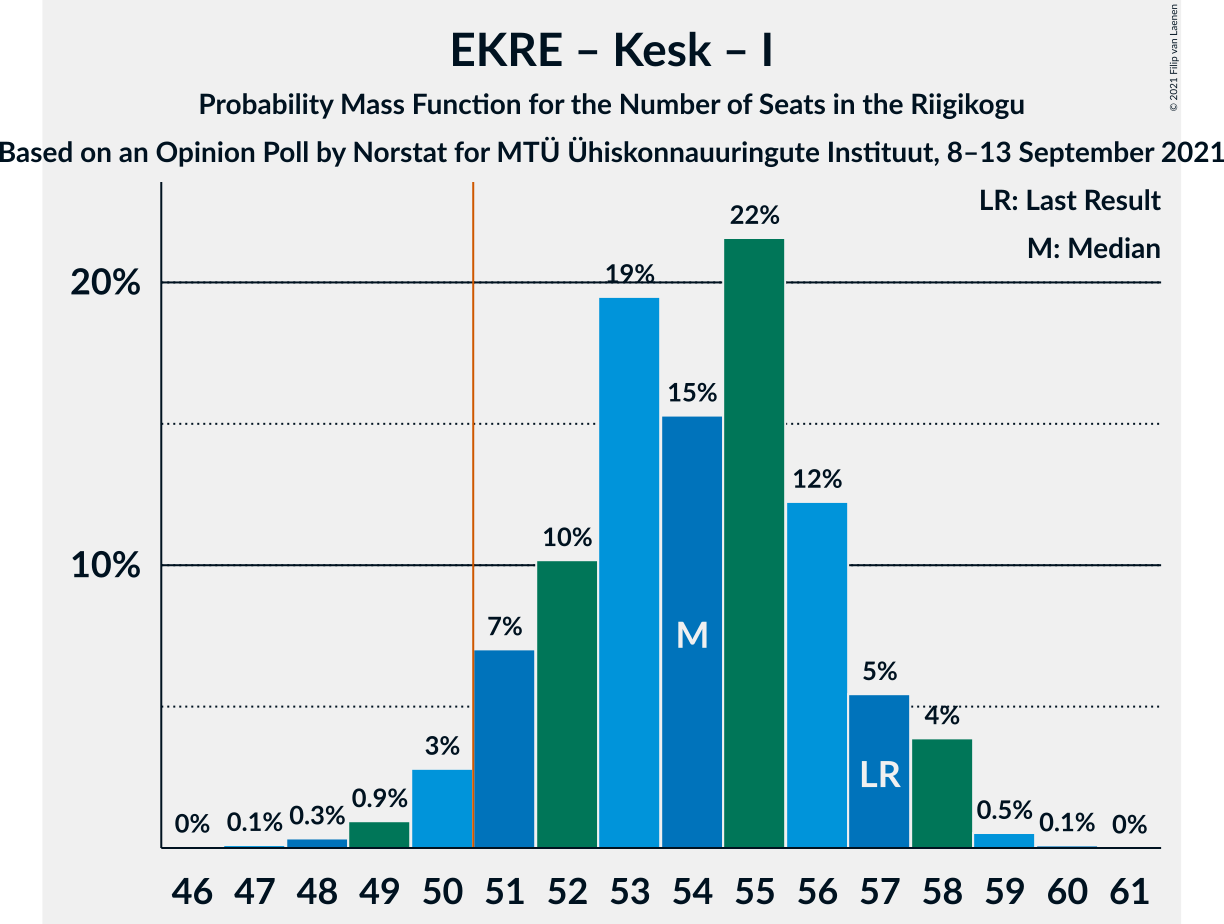 EKRE – Kesk – I
Probability Mass Function for the Number of Seats in the Riigikogu
Based on an Opinion Poll by Norstat for MTÜ Ühiskonnauuringute Instituut, 8–13 September 2021
© 2021 Filip van Laenen
LR: Last Result
M: Median
20%
10%
0%
0.1%
0.3%
0.9%
3%
7%
10%
19%
15%
22%
12%
5%
4%
0.5%
0.1%
0%
M
LR
46 47 48 49 50 51 52 53 54 55 56 57 58 59 60 61